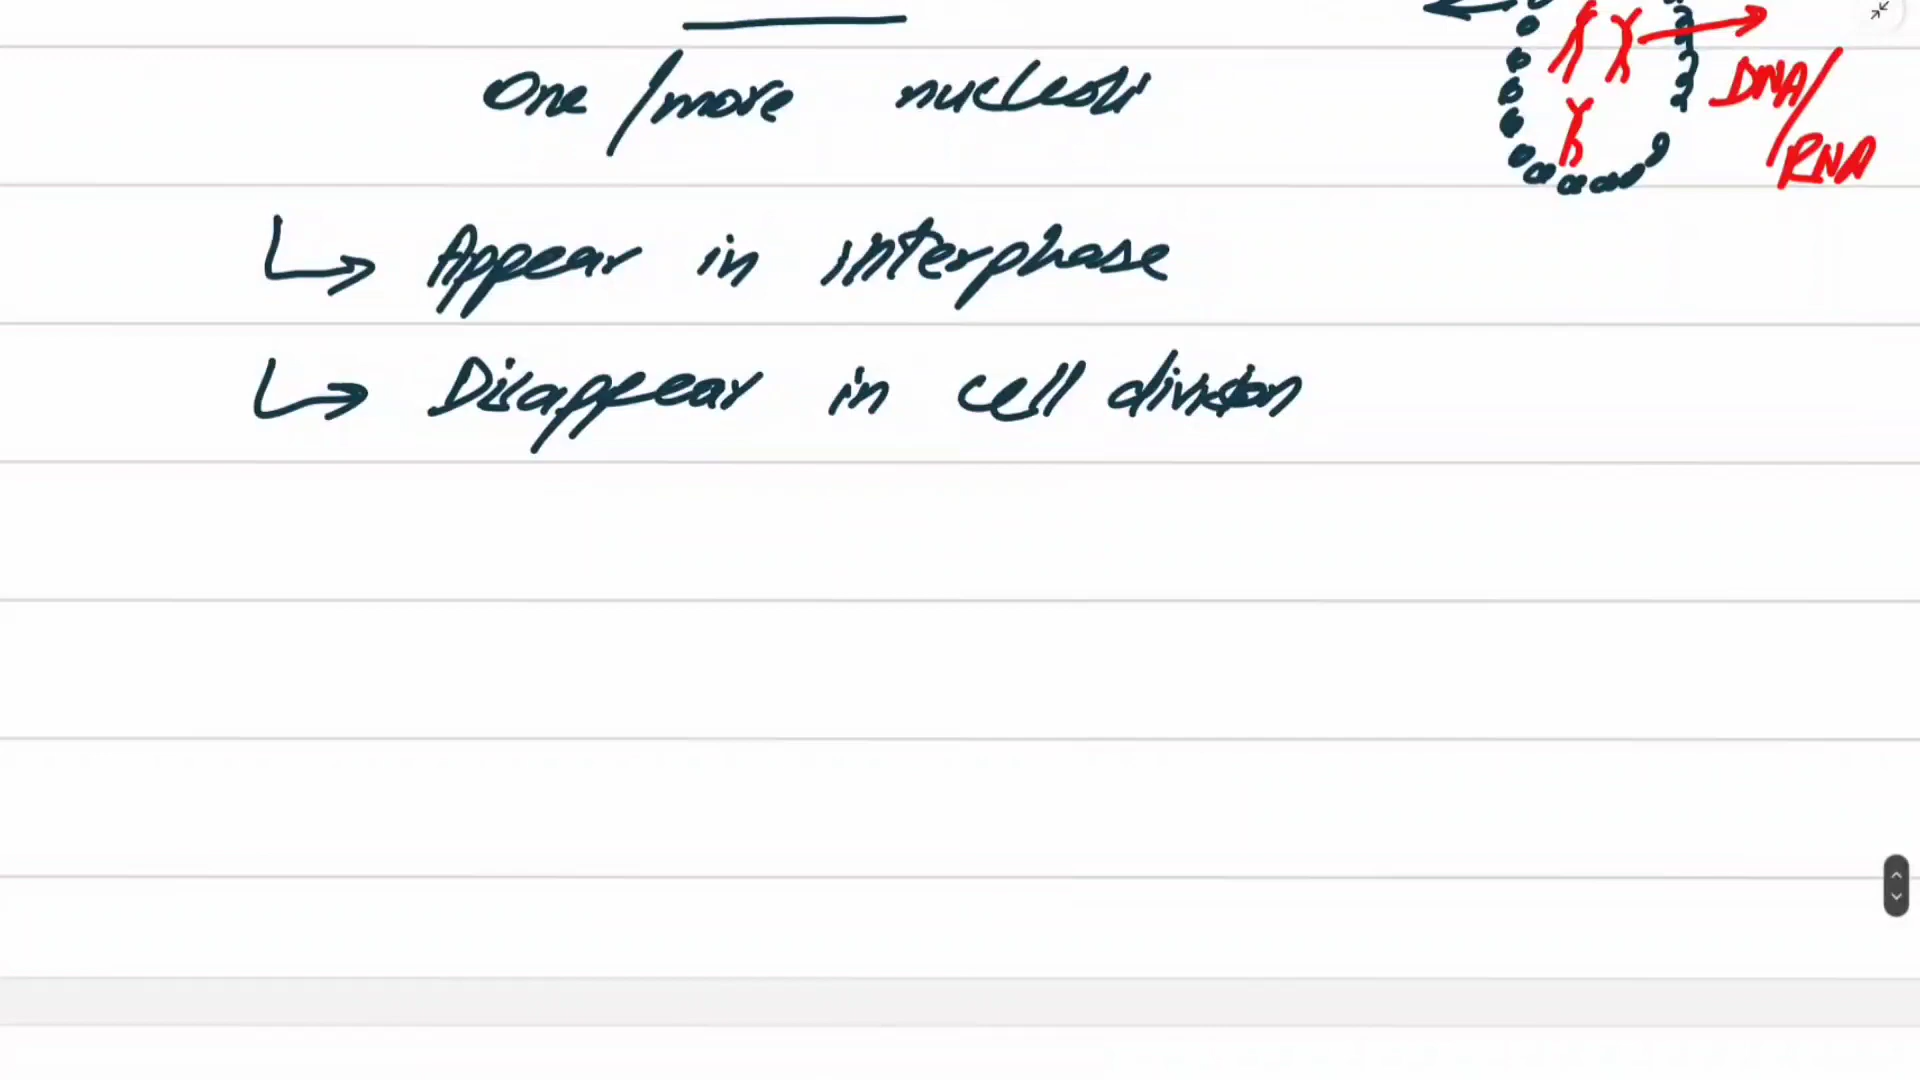 One/more nucleoli
DNA/
RNA
Appear in interphase
Disappear in cell division